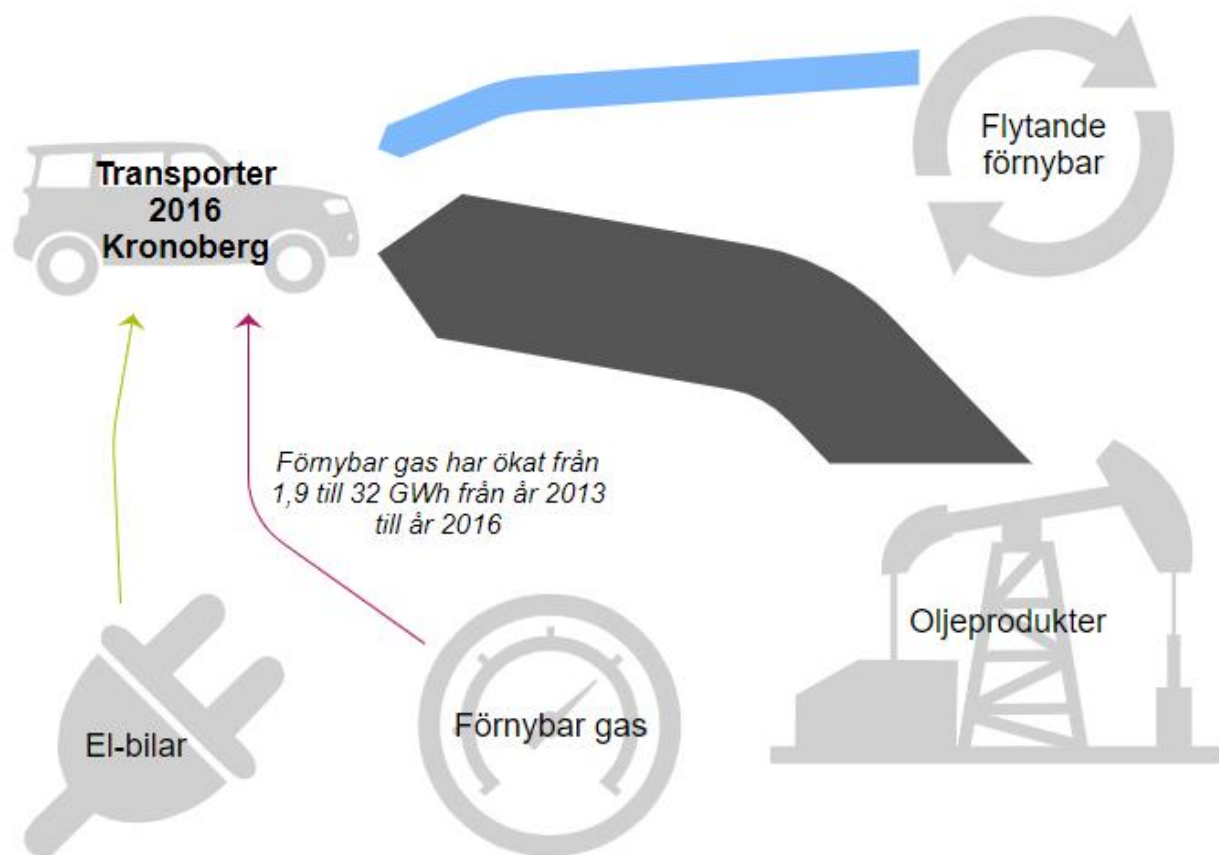 Flytande
förnybar
Transporter
2016
Kronoberg
Förnybar gas har ökat från
1,9 till 32 GWh från år 2013
till år 2016
Oljeprodukter
El-bilar
Förnybar gas